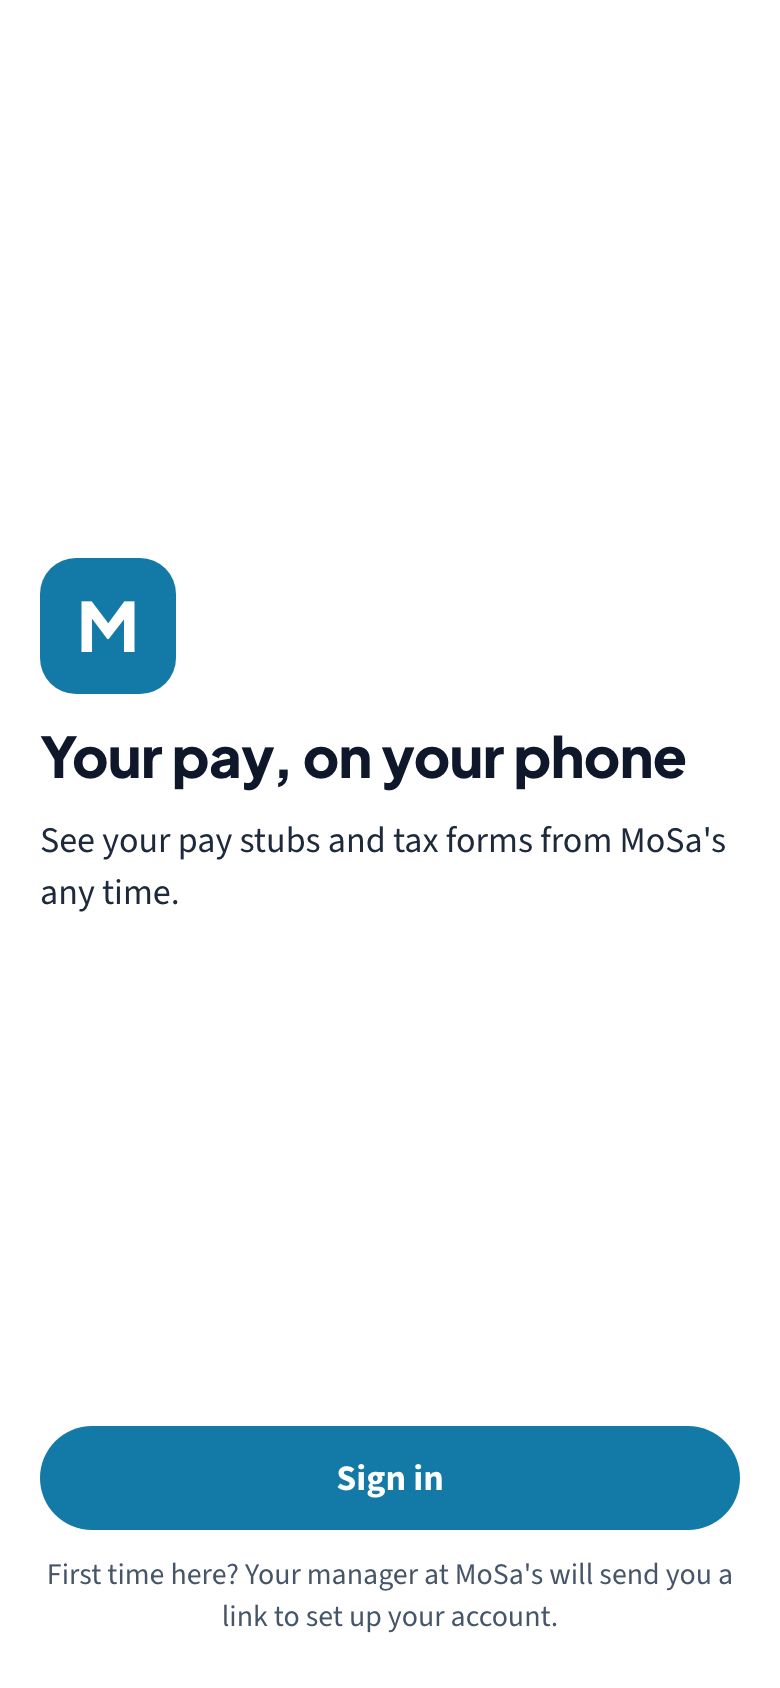 M
Your pay, on your phone
See your pay stubs and tax forms from MoSa's
any time.
Sign in
First time here? Your manager at MoSa's will send you a
link to set up your account.